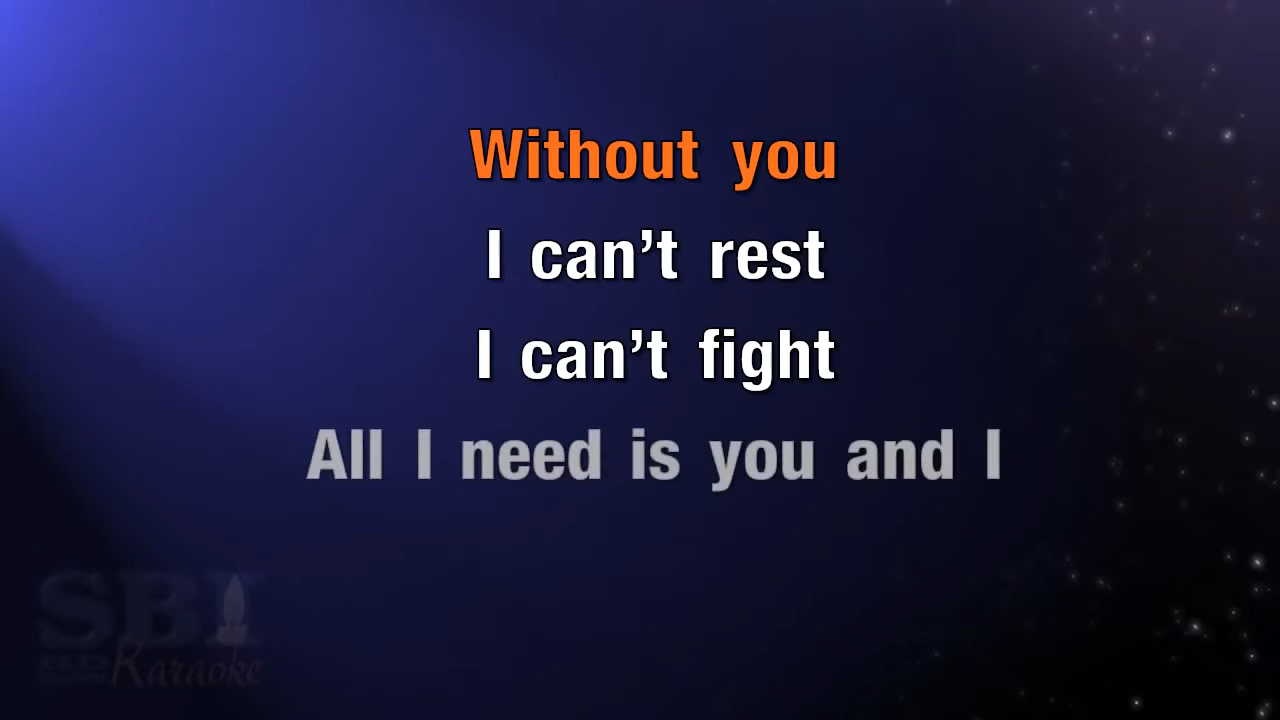 Without you
I can’t rest
I can’t fight
All I need is you and I
SBI
Karaoke